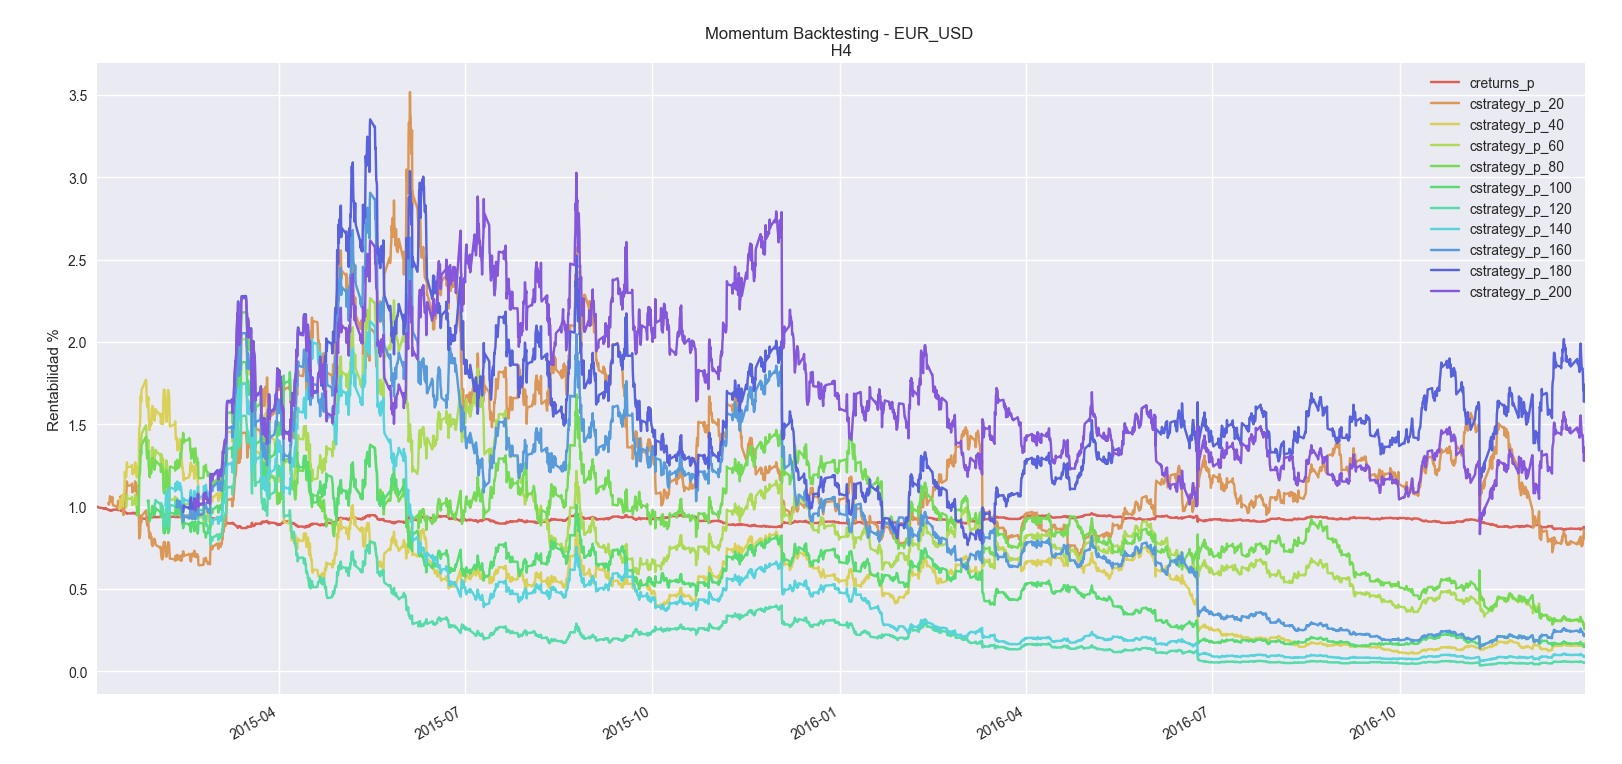 Momentum Backtesting - EUR_USD
H4
Rentabilidad %
3.5
3.0
2.5
2.0
1.5
1.0
0.5
0.0
2015-04
2015-07
2015-10
2016-01
2016-04
2016-07
2016-10
creturns_p
cstrategy_p_20
cstrategy_p_40
cstrategy_p_60
cstrategy_p_80
cstrategy_p_100
cstrategy_p_120
cstrategy_p_140
cstrategy_p_160
cstrategy_p_180
cstrategy_p_200